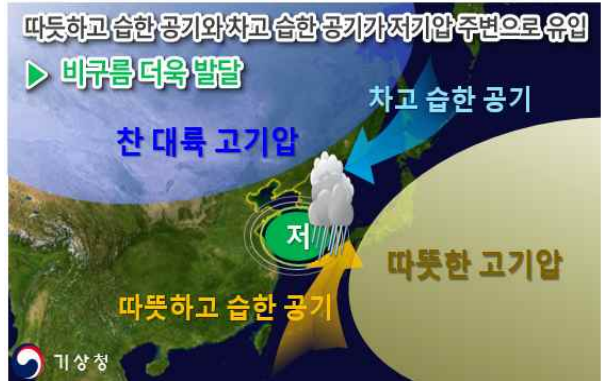 따듯하고 습한 공기와 차고 습한 공기가 저기압 주변으로 유입
▶ 비구름 더욱 발달
차고 습한 공기
찬 대륙 고기압
저
따뜻한 고기압
따뜻하고 습한 공기
기상청